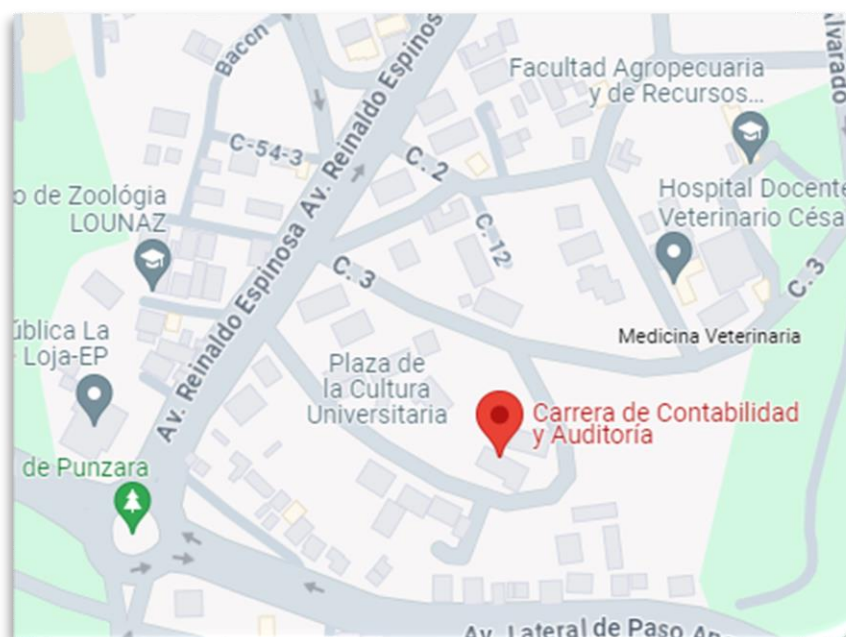 Bacon
Av. Reinaldo Espinosa
Alvarado
Facultad Agropecuaria
y de Recursos...
C-54-3
C. 2
o de Zoológia
LOUNAZ
Hospital Docente
Veterinario Césa
C. 12
Av. Reinaldo Espinosa
C. 3
C. 3
ública La
Loja-EP
Medicina Veterinaria
Plaza de
la Cultura
Universitaria
Carrera de Contabilidad
y Auditoría
de Punzara
Av. Lateral de Paso An